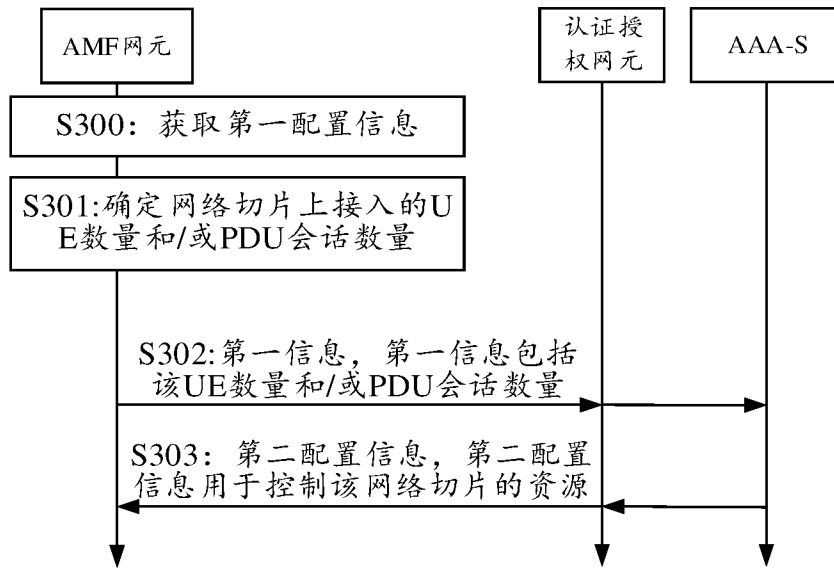 AMF网元
认证授
权网元
AAA-S
S300：获取第一配置信息
S301:确定网络切片上接入的U
E数量和/或PDU会话数量
S302:第一信息，第一信息包括
该UE数量和/或PDU会话数量
S303：第二配置信息，第二配置
信息用于控制该网络切片的资源